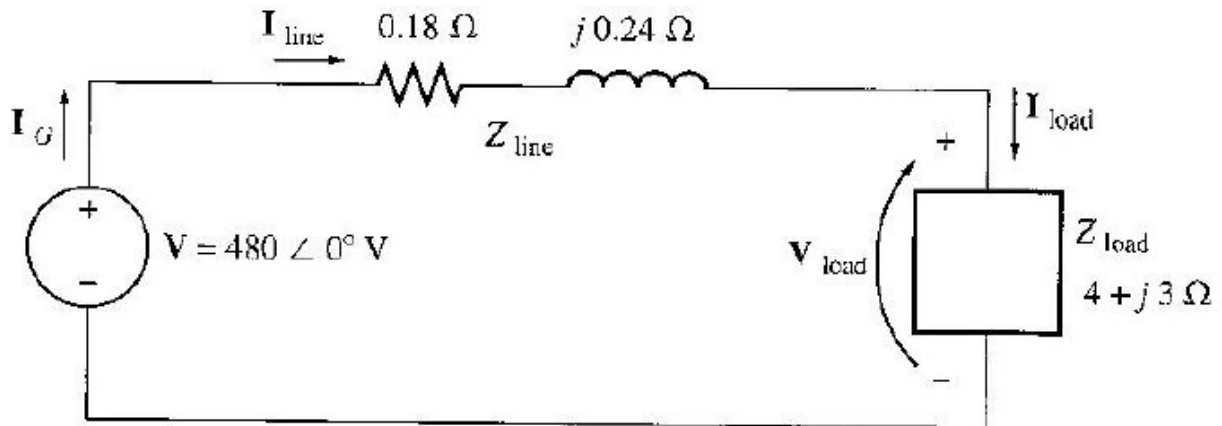 I line
0.18 Ω
j 0.24 Ω
I G
Z line
I load
+
+
V = 480 ∠ 0° V
V load
Z load
4 + j 3 Ω
−
−